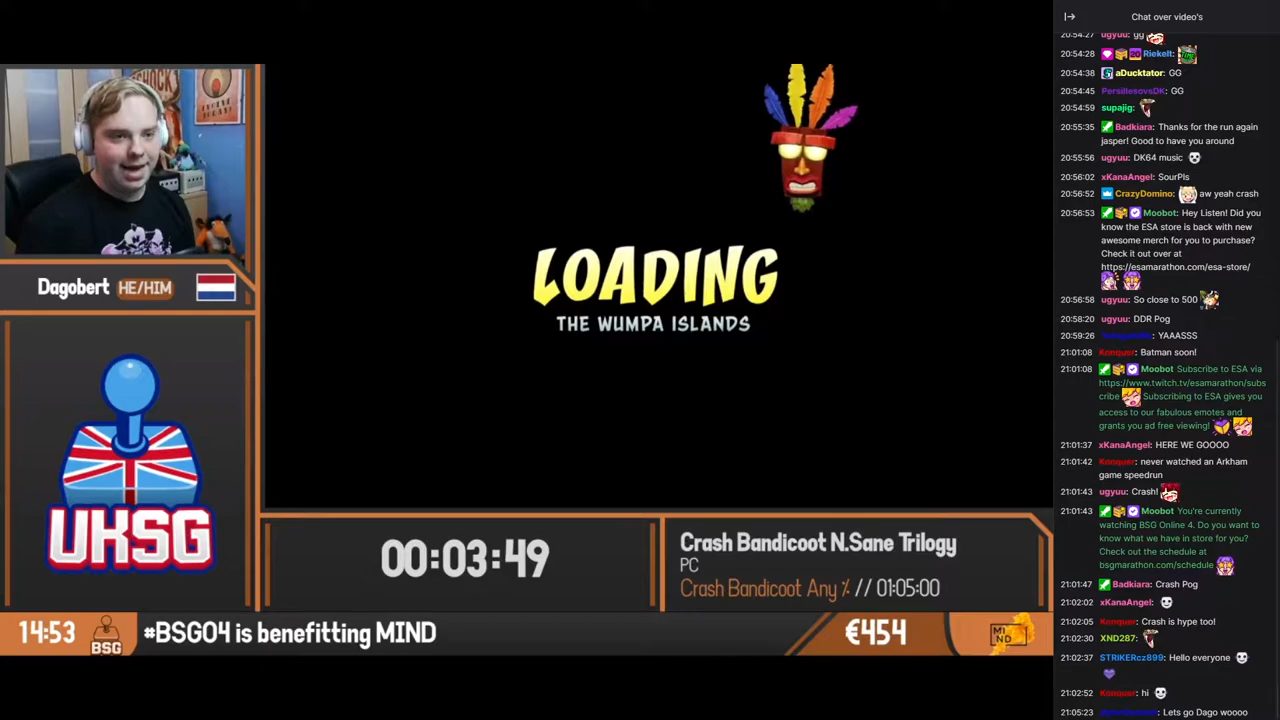 Dagobert HE/HIM
UKSG
LOADING
THE WUMPA ISLANDS
00:03:49
Crash Bandicoot N.Sane Trilogy
PC
Crash Bandicoot Any % // 01:05:00
14:53
BSG
#BSGO4 is benefitting MIND
€454
MI
ND
Chat over video's
20:54:27 ugyuu: gg
20:54:28 Riekelt:
20:54:38 aDucktator: GG
20:54:45 PersillesovsDK: GG
20:54:59 supajig:
20:55:35 Badkiara: Thanks for the run again
jasper! Good to have you around
20:55:56 ugyuu: DK64 music
20:56:02 xKanaAngel: SourPls
20:56:52 CrazyDomino: aw yeah crash
20:56:53 Moobot: Hey Listen! Did you
know the ESA store is back with new
awesome merch for you to purchase?
Check it out over at
https://esamarathon.com/esa-store/
20:56:58 ugyuu: So close to 500
20:58:20 ugyuu: DDR Pog
20:59:26 YAAASSS
21:01:08 Konquer: Batman soon!
21:01:08 Moobot Subscribe to ESA via
https://www.twitch.tv/esamarathon/subs
cribe Subscribing to ESA gives you
access to our fabulous emotes and
grants you ad free viewing!
21:01:37 xKanaAngel: HERE WE GOOOO
21:01:42 Konquer: never watched an Arkham
game speedrun
21:01:43 ugyuu: Crash!
21:01:43 Moobot You're currently
watching BSG Online 4. Do you want to
know what we have in store for you?
Check out the schedule at
bsgmarathon.com/schedule
21:01:47 Badkiara: Crash Pog
21:02:02 xKanaAngel:
21:02:05 Konquer: Crash is hype too!
21:02:30 XND287:
21:02:37 STRIKERcz899: Hello everyone
21:02:52 Konquer: hi
21:05:23 Lets go Dago woooo